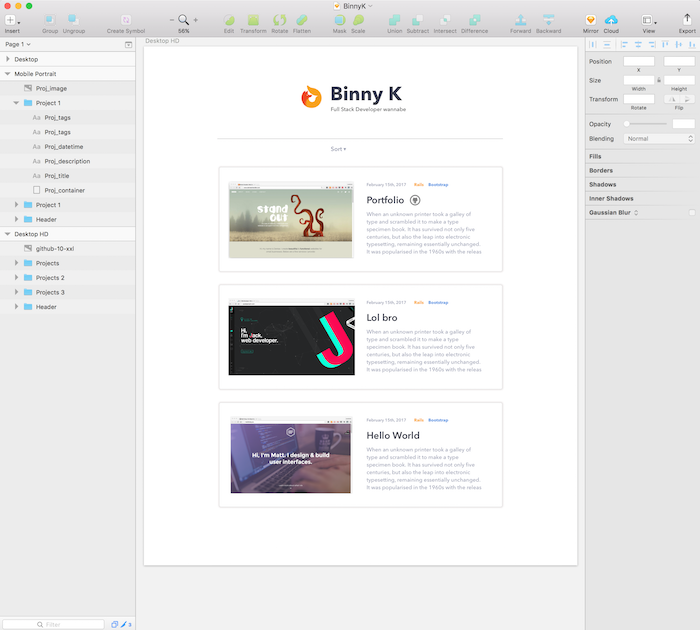 BinnyK
Insert
Group
Ungroup
Create Symbol
56%
Edit
Transform
Rotate
Flatten
Mask
Scale
Union
Subtract
Intersect
Difference
Forward
Backward
Mirror
Cloud
View
Export
Page 1
Desktop
Mobile Portrait
Proj_image
Project 1
Aa Proj_tags
Aa Proj_tags
Aa Proj_datetime
Aa Proj_description
Aa Proj_title
Proj_container
Project 1
Header
Desktop HD
github-10-xxl
Projects
Projects 2
Projects 3
Header
Filter
3
Desktop HD
Binny K
Full Stack Developer wannabe
Sort
STAND
OUT
February 15th, 2017 Rails Bootstrap
Portfolio
When an unknown printer took a galley of
type and scrambled it to make a type
specimen book. It has survived not only five
centuries, but also the leap into electronic
typesetting, remaining essentially unchanged.
It was popularised in the 1960s with the releas
Hi,
I'm Jack,
web developer.
February 15th, 2017 Rails Bootstrap
Lol bro
When an unknown printer took a galley of
type and scrambled it to make a type
specimen book. It has survived not only five
centuries, but also the leap into electronic
typesetting, remaining essentially unchanged.
It was popularised in the 1960s with the releas
Hi, I'm Matt. I design & build
user interfaces.
February 15th, 2017 Rails Bootstrap
Hello World
When an unknown printer took a galley of
type and scrambled it to make a type
specimen book. It has survived not only five
centuries, but also the leap into electronic
typesetting, remaining essentially unchanged.
It was popularised in the 1960s with the releas
Position
X
Y
Size
Width
Height
Transform
Rotate
Flip
Opacity
Blending
Normal
Fills
Borders
Shadows
Inner Shadows
Gaussian Blur